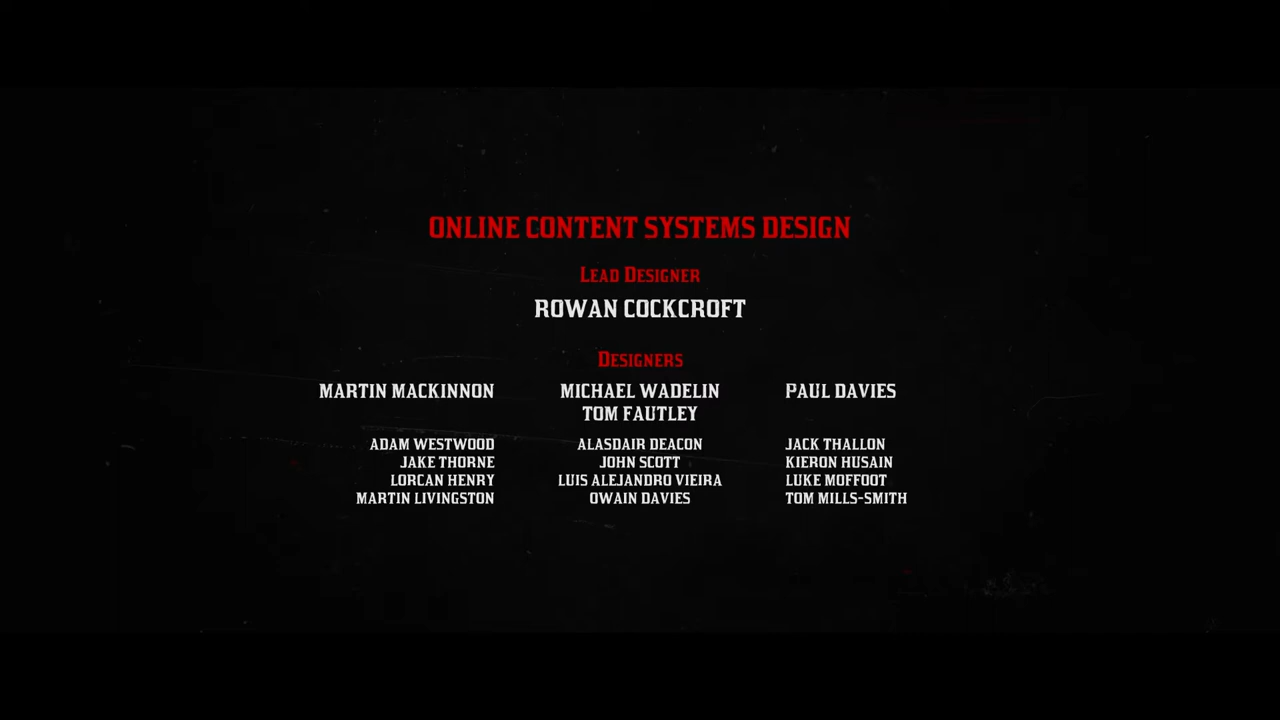 ONLINE CONTENT SYSTEMS DESIGN
LEAD DESIGNER
ROWAN COCKCROFT
DESIGNERS
MARTIN MACKINNON MICHAEL WADELIN PAUL DAVIES
TOM FAUTLEY
ADAM WESTWOOD ALASDAIR DEACON JACK THALLON
JAKE THORNE JOHN SCOTT KIERON HUSAIN
LORCAN HENRY LUIS ALEJANDRO VIEIRA LUKE MOFFOOT
MARTIN LIVINGSTON OWAIN DAVIES TOM MILLS-SMITH